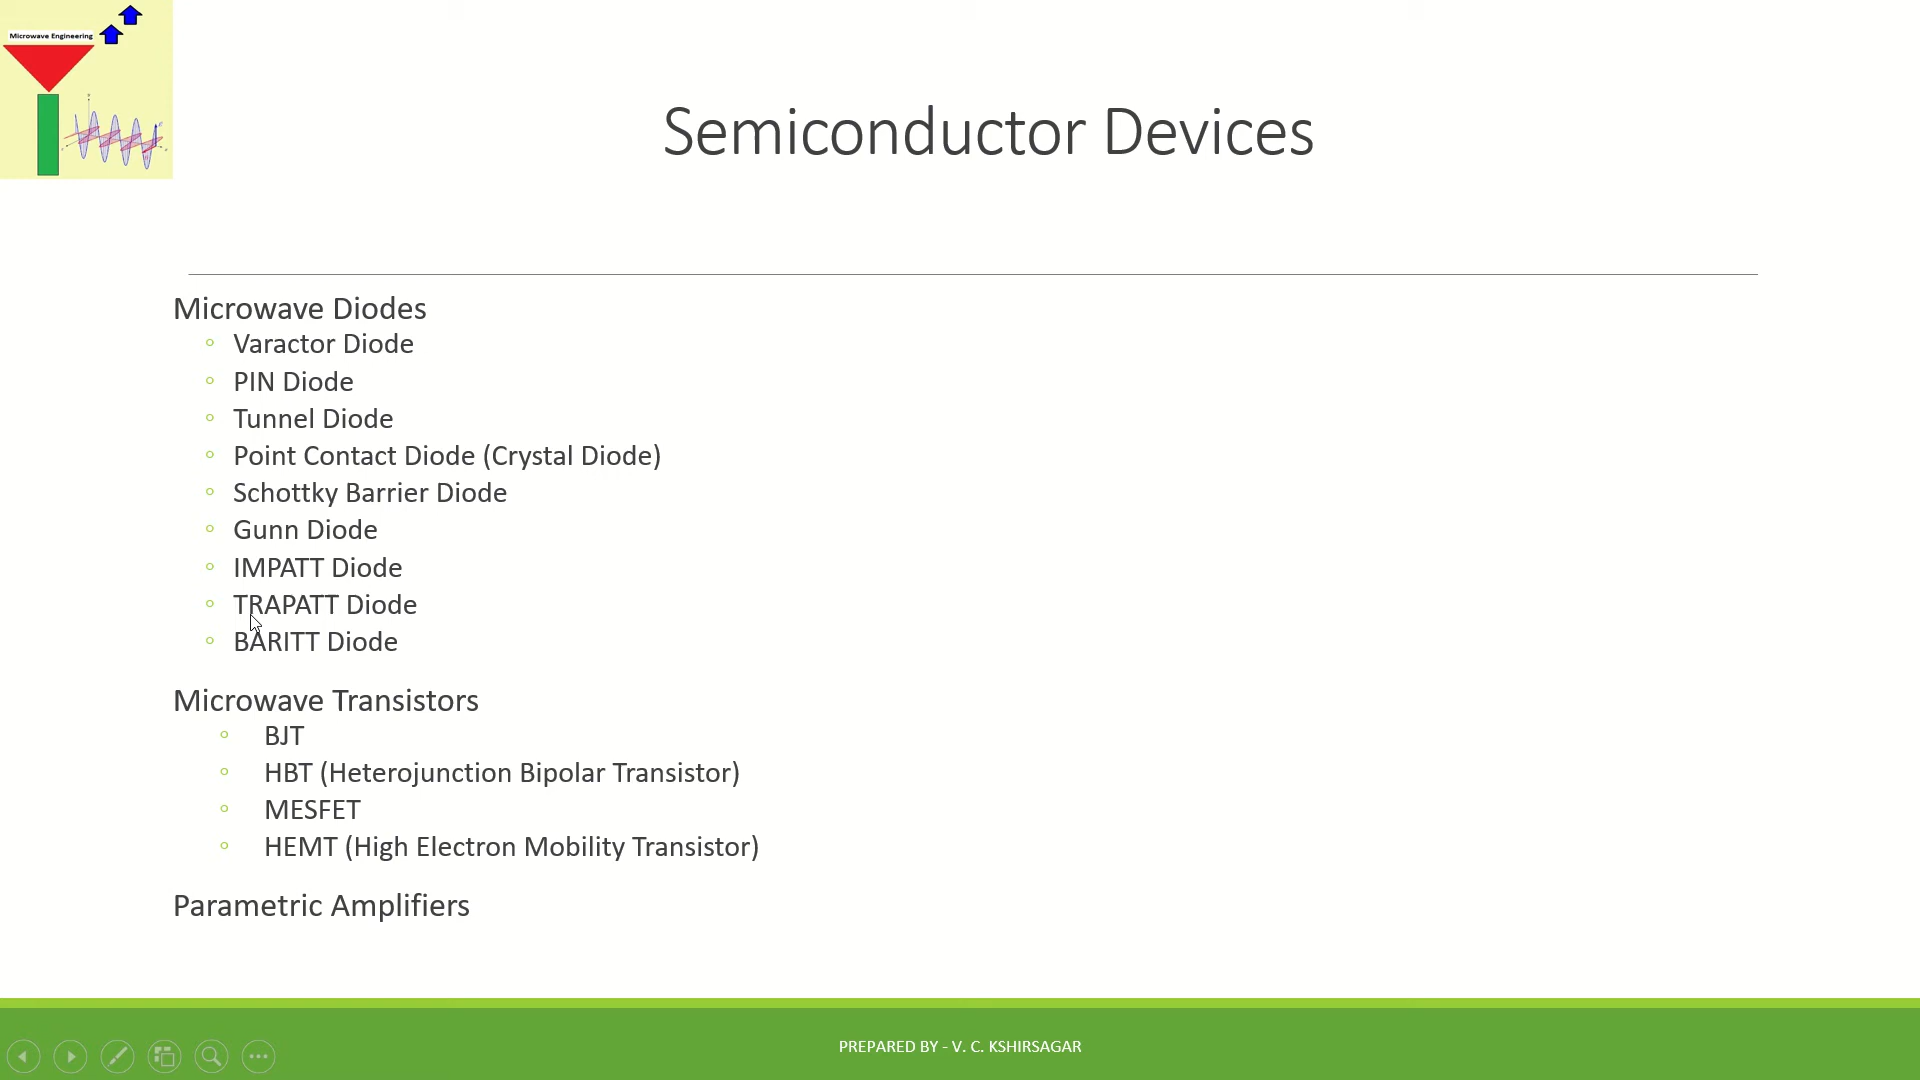 Microwave Engineering
Semiconductor Devices
Microwave Diodes
Varactor Diode
PIN Diode
Tunnel Diode
Point Contact Diode (Crystal Diode)
Schottky Barrier Diode
Gunn Diode
IMPATT Diode
TRAPATT Diode
BARITT Diode
Microwave Transistors
BJT
HBT (Heterojunction Bipolar Transistor)
MESFET
HEMT (High Electron Mobility Transistor)
Parametric Amplifiers
PREPARED BY - V. C. KSHIRSAGAR